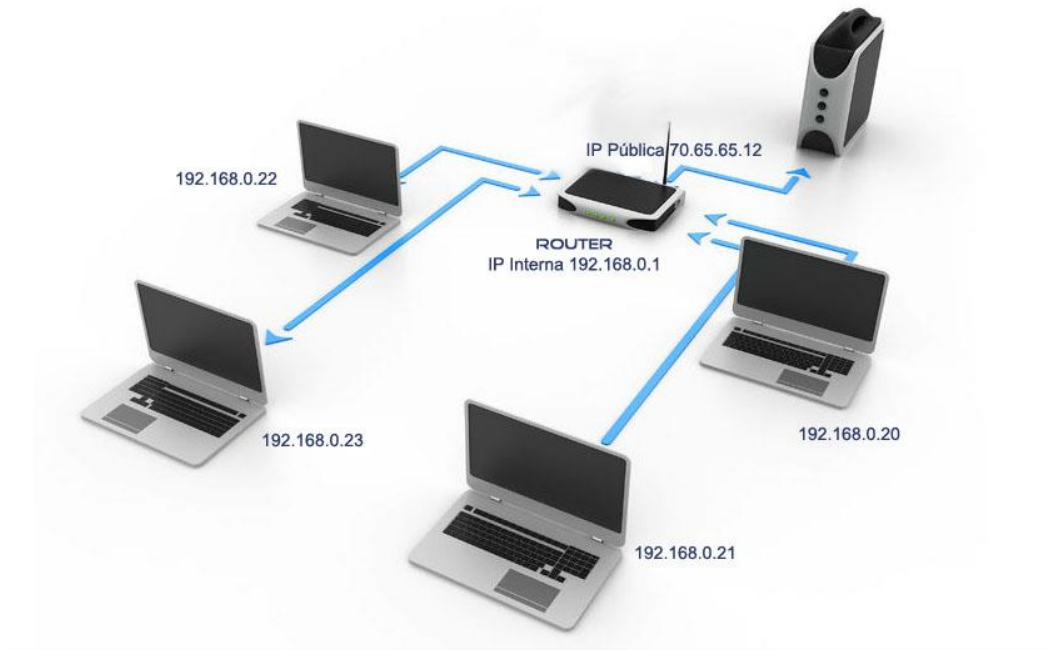 IP Pública 70.65.65.12
192.168.0.22
ROUTER
IP Interna 192.168.0.1
192.168.0.23
192.168.0.20
192.168.0.21